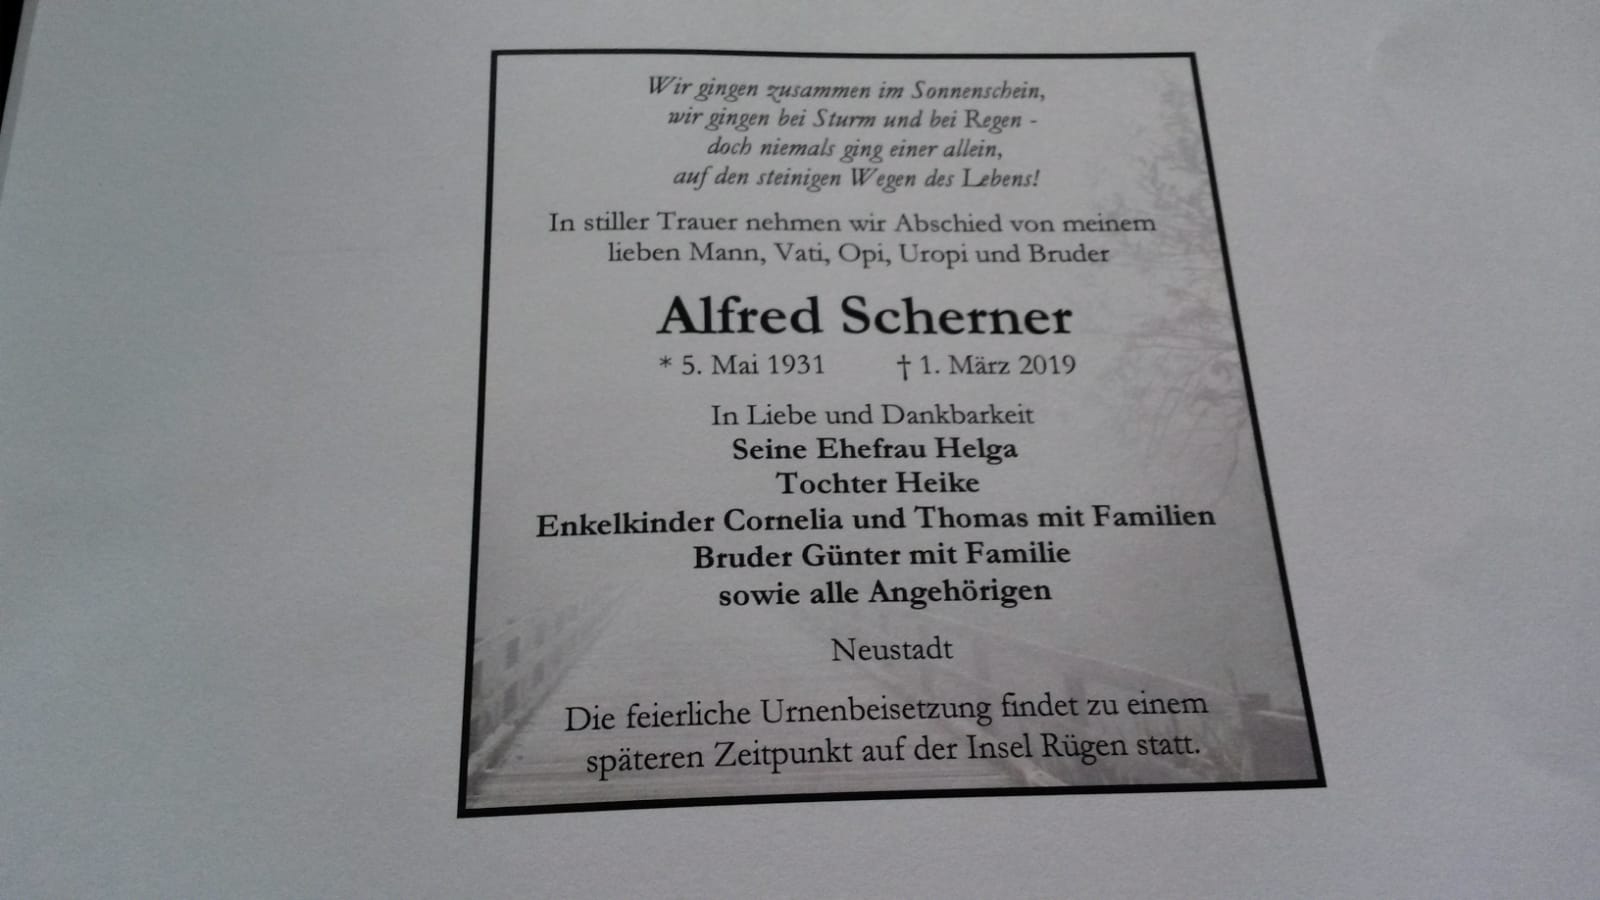 Wir gingen zusammen im Sonnenschein,
wir gingen bei Sturm und bei Regen -
doch niemals ging einer allein,
auf den steinigen Wegen des Lebens!
In stiller Trauer nehmen wir Abschied von meinem
lieben Mann, Vati, Opi, Uropi und Bruder
Alfred Scherner
* 5. Mai 1931 † 1. März 2019
In Liebe und Dankbarkeit
Seine Ehefrau Helga
Tochter Heike
Enkelkinder Cornelia und Thomas mit Familien
Bruder Günter mit Familie
sowie alle Angehörigen
Neustadt
Die feierliche Urnenbeisetzung findet zu einem
späteren Zeitpunkt auf der Insel Rügen statt.